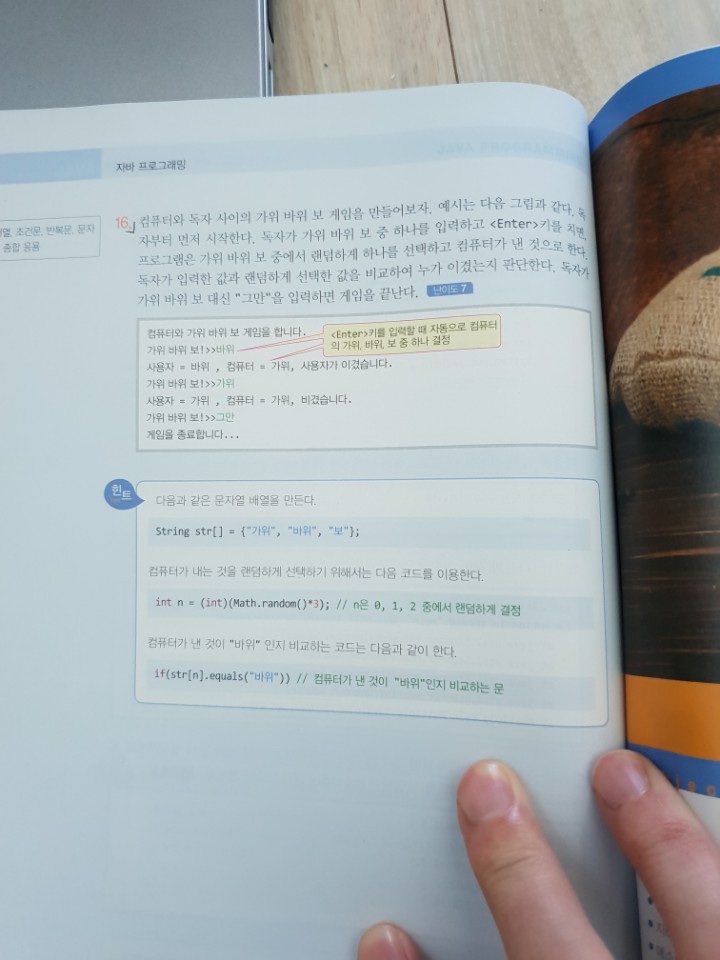 자바 프로그래밍
열, 조건문, 반복문, 문자
종합 응용
16. 컴퓨터와 독자 사이의 가위 바위 보 게임을 만들어보자. 예시는 다음 그림과 같다. 독
자부터 먼저 시작한다. 독자가 가위 바위 보 중 하나를 입력하고 <Enter>키를 치면,
프로그램은 가위 바위 보 중에서 랜덤하게 하나를 선택하고 컴퓨터가 낸 것으로 한다.
독자가 입력한 값과 랜덤하게 선택한 값을 비교하여 누가 이겼는지 판단한다. 독자가
가위 바위 보 대신 "그만"을 입력하면 게임을 끝난다. 난이도 7
컴퓨터와 가위 바위 보 게임을 합니다.
가위 바위 보!>>바위
<Enter>키를 입력할 때 자동으로 컴퓨터
의 가위, 바위, 보 중 하나 결정
사용자 = 바위 , 컴퓨터 = 가위, 사용자가 이겼습니다.
가위 바위 보!>>가위
사용자 = 가위 , 컴퓨터 = 가위, 비겼습니다.
가위 바위 보!>>그만
게임을 종료합니다...
힌트
다음과 같은 문자열 배열을 만든다.
String str[] = {"가위", "바위", "보"};
컴퓨터가 내는 것을 랜덤하게 선택하기 위해서는 다음 코드를 이용한다.
int n = (int)(Math.random()*3); // n은 0, 1, 2 중에서 랜덤하게 결정
컴퓨터가 낸 것이 "바위" 인지 비교하는 코드는 다음과 같이 한다.
if(str[n].equals("바위")) // 컴퓨터가 낸 것이 "바위"인지 비교하는 문